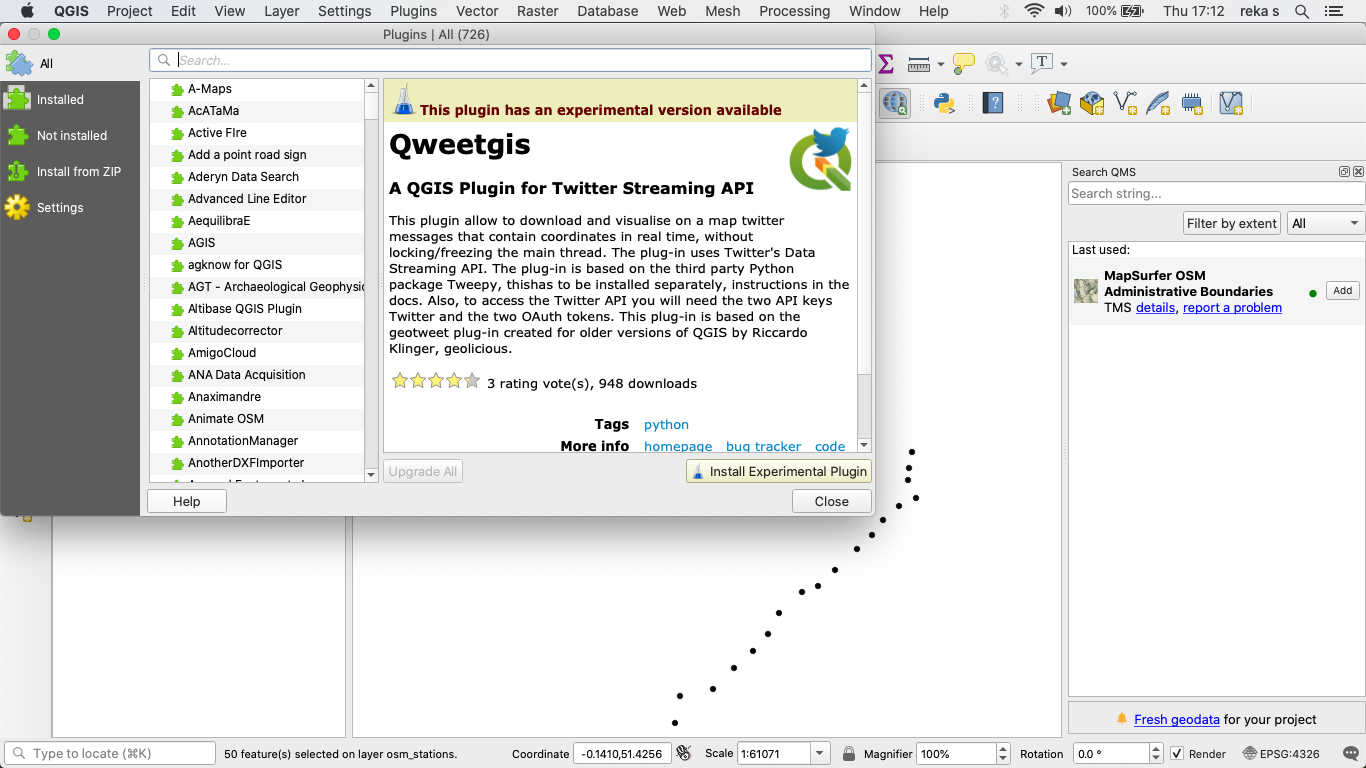 QGIS Project Edit View Layer Settings Plugins Vector Raster Database Web Mesh Processing Window Help 100% Thu 17:12 reka s
Plugins | All (726)
All
Installed
Not installed
Install from ZIP
Settings
Search...
A-Maps
AcATaMa
Active FIre
Add a point road sign
Aderyn Data Search
Advanced Line Editor
AequilibraE
AGIS
agknow for QGIS
AGT - Archaeological Geophysic
Altibase QGIS Plugin
Altitudecorrector
AmigoCloud
ANA Data Acquisition
Anaximandre
Animate OSM
AnnotationManager
AnotherDXFImporter
This plugin has an experimental version available
Qweetgis
A QGIS Plugin for Twitter Streaming API
This plugin allow to download and visualise on a map twitter
messages that contain coordinates in real time, without
locking/freezing the main thread. The plug-in uses Twitter's Data
Streaming API. The plug-in is based on the third party Python
package Tweepy, thishas to be installed separately, instructions in the
docs. Also, to access the Twitter API you will need the two API keys
Twitter and the two OAuth tokens. This plug-in is based on the
geotweet plug-in created for older versions of QGIS by Riccardo
Klinger, geolicious.
3 rating vote(s), 948 downloads
Tags python
More info homepage bug tracker code
Upgrade All
Install Experimental Plugin
Help
Close
Search QMS
Search string...
Filter by extent
All
Last used:
MapSurfer OSM
Administrative Boundaries
TMS details, report a problem
Add
Fresh geodata for your project
Type to locate (⌘K)
50 feature(s) selected on layer osm_stations.
Coordinate -0.1410,51.4256
Scale 1:61071
Magnifier 100%
Rotation 0.0 °
Render
EPSG:4326